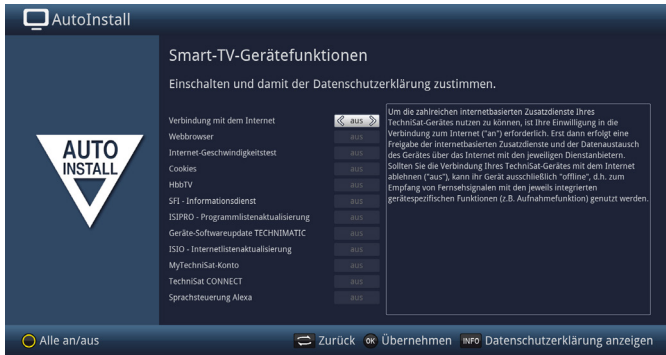 AutoInstall
Smart-TV-Gerätefunktionen
Einschalten und damit der Datenschutzerklärung zustimmen.
AUTO
INSTALL
Verbindung mit dem Internet aus
Webbrowser aus
Internet-Geschwindigkeitstest aus
Cookies aus
HbbTV aus
SFI - Informationsdienst aus
ISIPRO - Programmlistenaktualisierung aus
Geräte-Softwareupdate TECHNIMATIC aus
ISIO - Internetlistenaktualisierung aus
MyTechniSat-Konto aus
TechniSat CONNECT aus
Sprachsteuerung Alexa aus
Um die zahlreichen internetbasierten Zusatzdienste Ihres
TechniSat-Gerätes nutzen zu können, ist Ihre Einwilligung in die
Verbindung zum Internet ("an") erforderlich. Erst dann erfolgt eine
Freigabe der internetbasierten Zusatzdienste und der Datenaustausch
des Gerätes über das Internet mit den jeweiligen Dienstanbietern.
Sollten Sie die Verbindung Ihres TechniSat-Gerätes mit dem Internet
ablehnen ("aus"), kann ihr Gerät ausschließlich "offline", d.h. zum
Empfang von Fernsehsignalen mit den jeweils integrierten
gerätespezifischen Funktionen (z.B. Aufnahmefunktion) genutzt werden.
Alle an/aus
Zurück OK Übernehmen INFO Datenschutzerklärung anzeigen